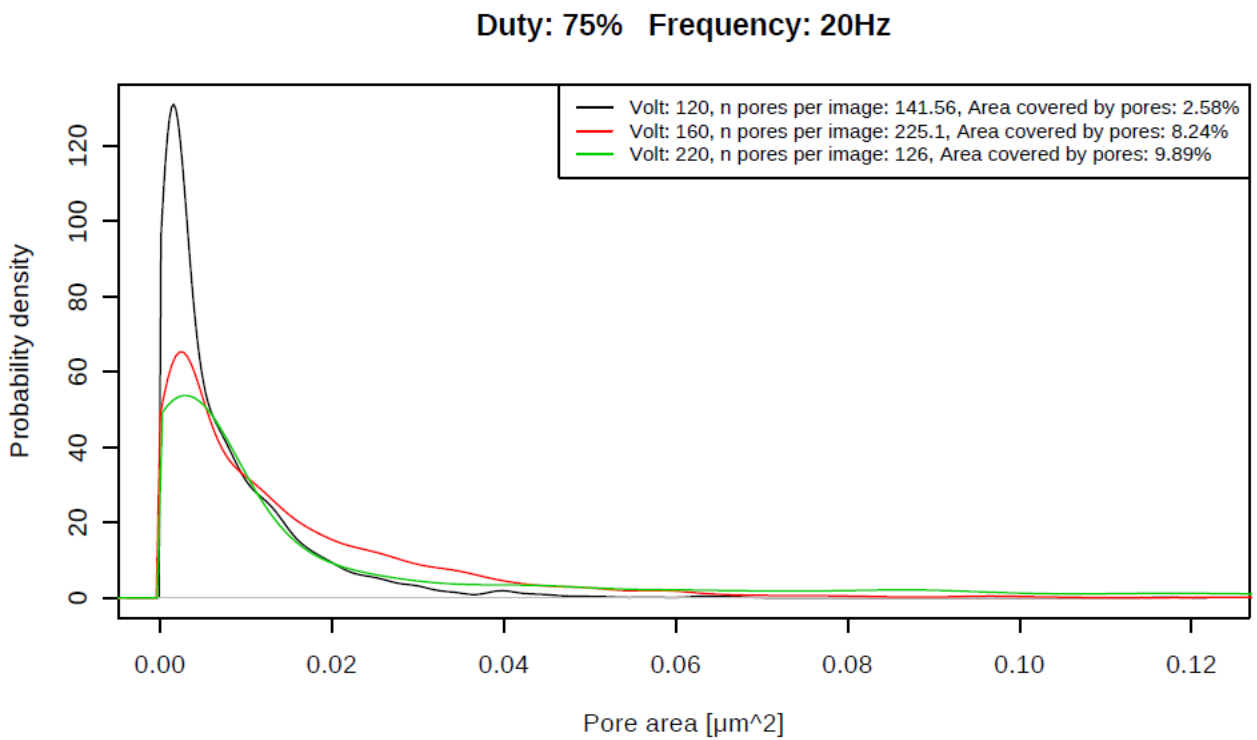 Duty: 75%   Frequency: 20Hz
Volt: 120, n pores per image: 141.56, Area covered by pores: 2.58%
Volt: 160, n pores per image: 225.1, Area covered by pores: 8.24%
Volt: 220, n pores per image: 126, Area covered by pores: 9.89%
Probability density
120
100
80
60
40
20
0
0.00 0.02 0.04 0.06 0.08 0.10 0.12
Pore area [µm^2]